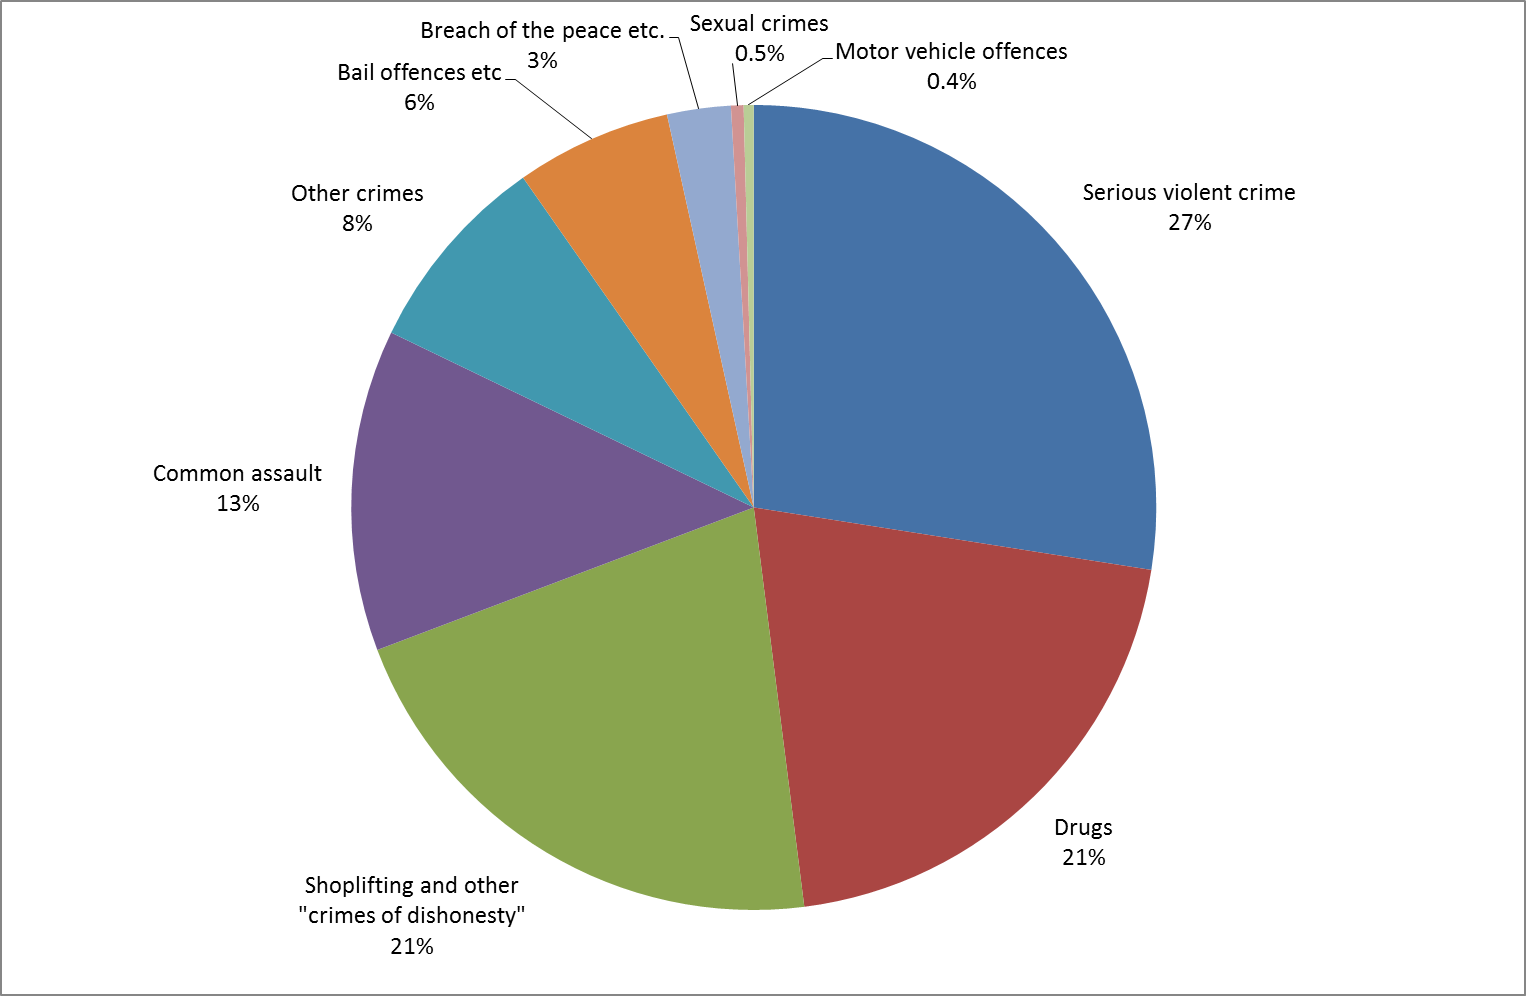 Breach of the peace etc.
3%
Sexual crimes
0.5%
Motor vehicle offences
0.4%
Bail offences etc
6%
Other crimes
8%
Serious violent crime
27%
Common assault
13%
Drugs
21%
Shoplifting and other
"crimes of dishonesty"
21%